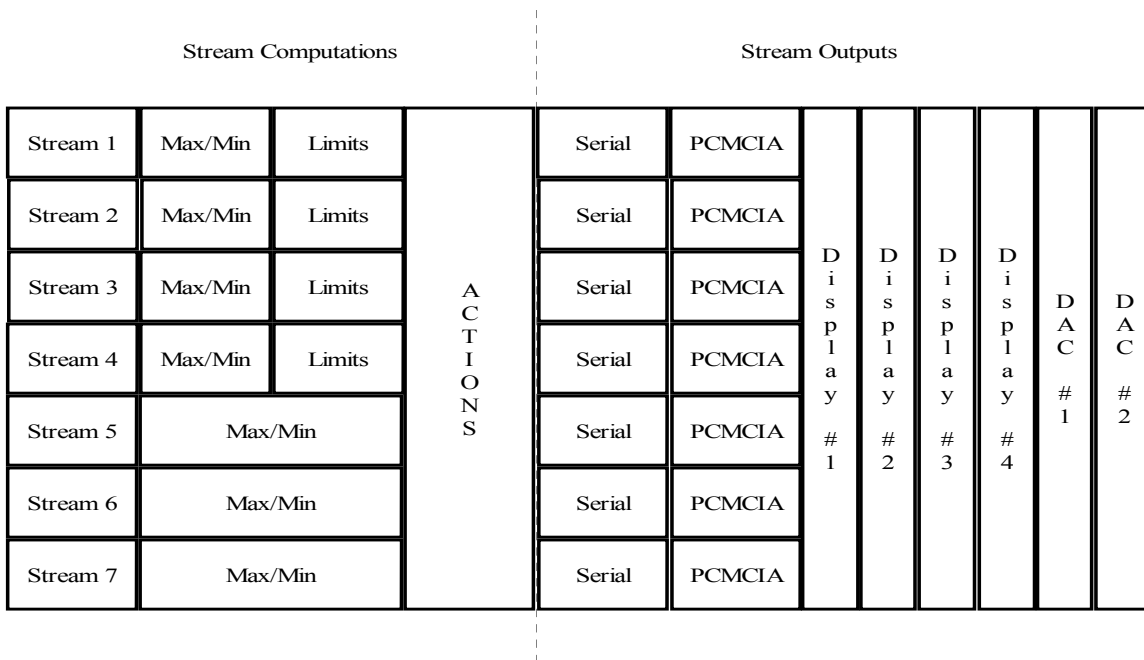 Stream Computations
Stream Outputs
Stream 1 Max/Min Limits Serial PCMCIA
Stream 2 Max/Min Limits Serial PCMCIA
Stream 3 Max/Min Limits Serial PCMCIA
Stream 4 Max/Min Limits Serial PCMCIA
Stream 5 Max/Min Serial PCMCIA
Stream 6 Max/Min Serial PCMCIA
Stream 7 Max/Min Serial PCMCIA
ACTIONS
Display #1
Display #2
Display #3
Display #4
DAC #1
DAC #2